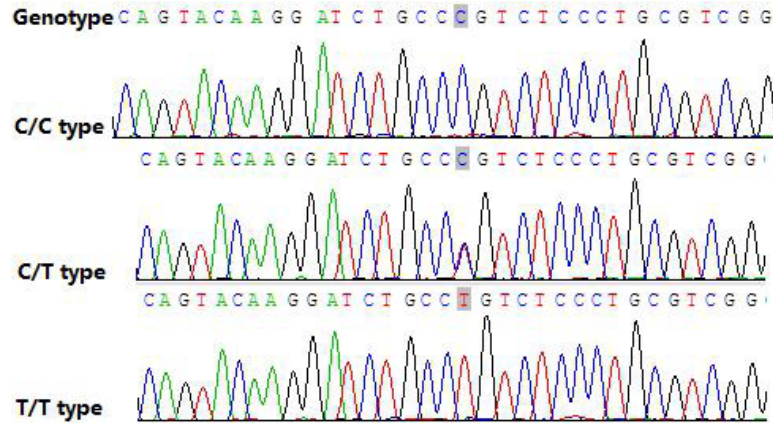 Genotype C A G T A C A A G G A T C T G C C C G T C T C C C T G C G T C G G
C/C type
C A G T A C A A G G A T C T G C C C G T C T C C C T G C G T C G G
C/T type
C A G T A C A A G G A T C T G C C T G T C T C C C T G C G T C G G
T/T type